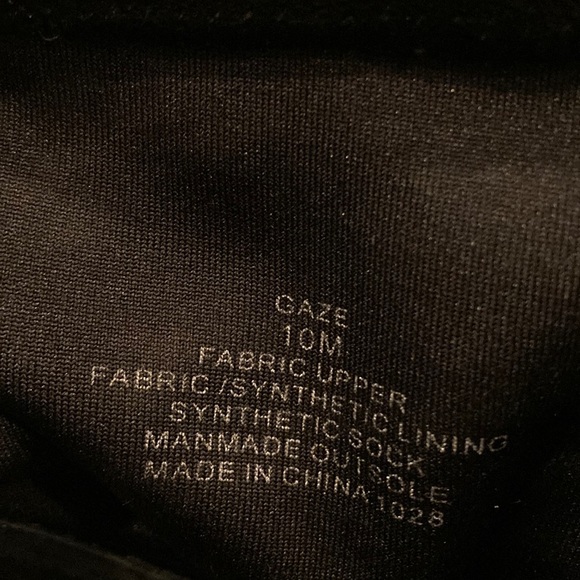 GAZE
10M
FABRIC UPPER
FABRIC /SYNTHETIC LINING
SYNTHETIC SOCK
MANMADE OUTSOLE
MADE IN CHINA 1028